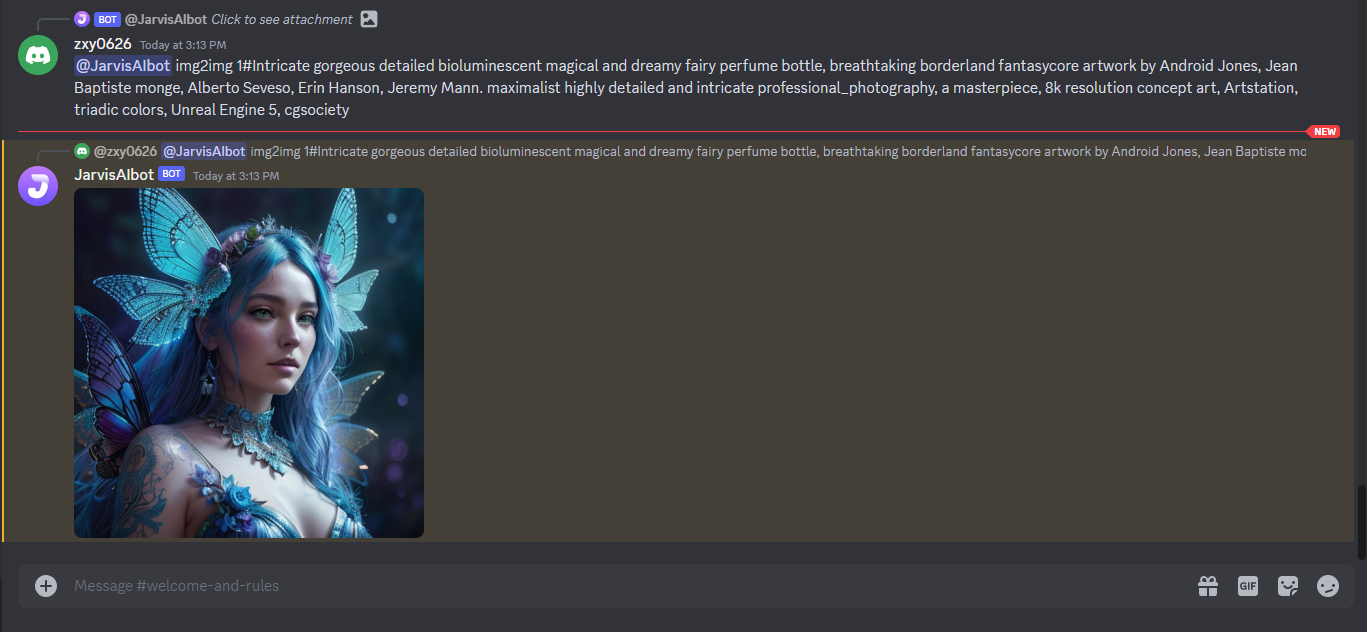 BOT @JarvisAIbot Click to see attachment
zxy0626 Today at 3:13 PM
@JarvisAIbot img2img 1#Intricate gorgeous detailed bioluminescent magical and dreamy fairy perfume bottle, breathtaking borderland fantasycore artwork by Android Jones, Jean
Baptiste monge, Alberto Seveso, Erin Hanson, Jeremy Mann. maximalist highly detailed and intricate professional_photography, a masterpiece, 8k resolution concept art, Artstation,
triadic colors, Unreal Engine 5, cgsociety
NEW
@zxy0626 @JarvisAIbot img2img 1#Intricate gorgeous detailed bioluminescent magical and dreamy fairy perfume bottle, breathtaking borderland fantasycore artwork by Android Jones, Jean Baptiste mo
JarvisAIbot BOT Today at 3:13 PM
Message #welcome-and-rules
GIF